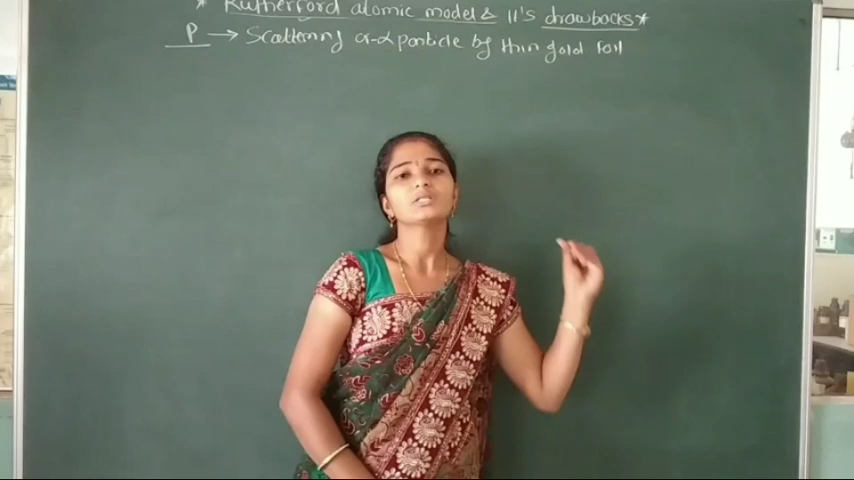 * Rutherford atomic model & It's drawbacks *
P → Scattering α-α particle by thin gold foil